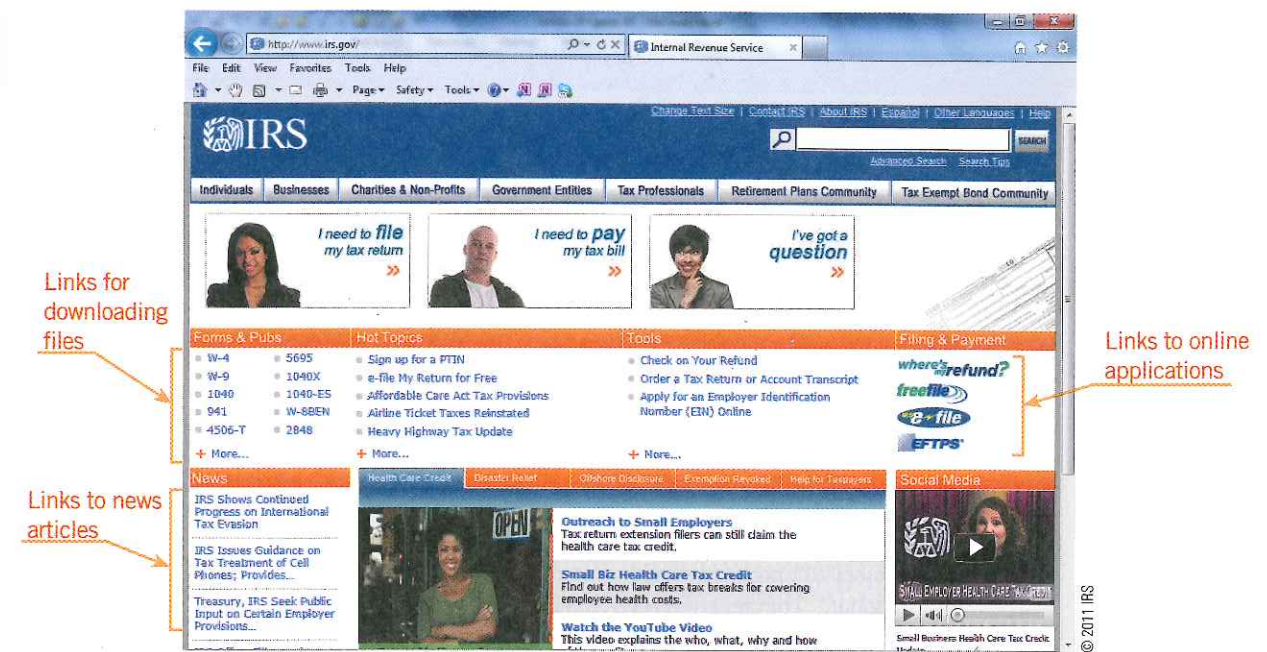 http://www.irs.gov/
Internal Revenue Service
File Edit View Favorites Tools Help
Page Safety Tools
Change Text Size | Contact IRS | About IRS | Español | Other Languages | Help
IRS
SEARCH
Advanced Search Search Tips
Individuals Businesses Charities & Non-Profits Government Entities Tax Professionals Retirement Plans Community Tax Exempt Bond Community
I need to file
my tax return
>>
I need to pay
my tax bill
>>
I've got a
question
>>
Links for
downloading
files
Forms & Pubs
W-4 5695
W-9 1040X
1040 1040-ES
941 W-8BEN
4506-T 2848
+ More...
Hot Topics
Sign up for a PTIN
e-file My Return for Free
Affordable Care Act Tax Provisions
Airline Ticket Taxes Reinstated
Heavy Highway Tax Update
+ More...
Tools
Check on Your Refund
Order a Tax Return or Account Transcript
Apply for an Employer Identification
Number (EIN) Online
+ More...
Filing & Payment
where's my refund?
freefile
e-file
EFTPS
Links to online
applications
Links to news
articles
News
IRS Shows Continued
Progress on International
Tax Evasion
IRS Issues Guidance on
Tax Treatment of Cell
Phones; Provides...
Treasury, IRS Seek Public
Input on Certain Employer
Provisions...
Health Care Credit Disaster Relief Offshore Disclosure Exemption Revoked Help for Taxpayers
OPEN
Outreach to Small Employers
Tax return extension filers can still claim the
health care tax credit.
Small Biz Health Care Tax Credit
Find out how law offers tax breaks for covering
employee health costs.
Watch the YouTube Video
This video explains the who, what, why and how
Social Media
SMALL EMPLOYER HEALTH CARE TAX CREDIT
Small Business Health Care Tax Credit
Update
© 2011 IRS